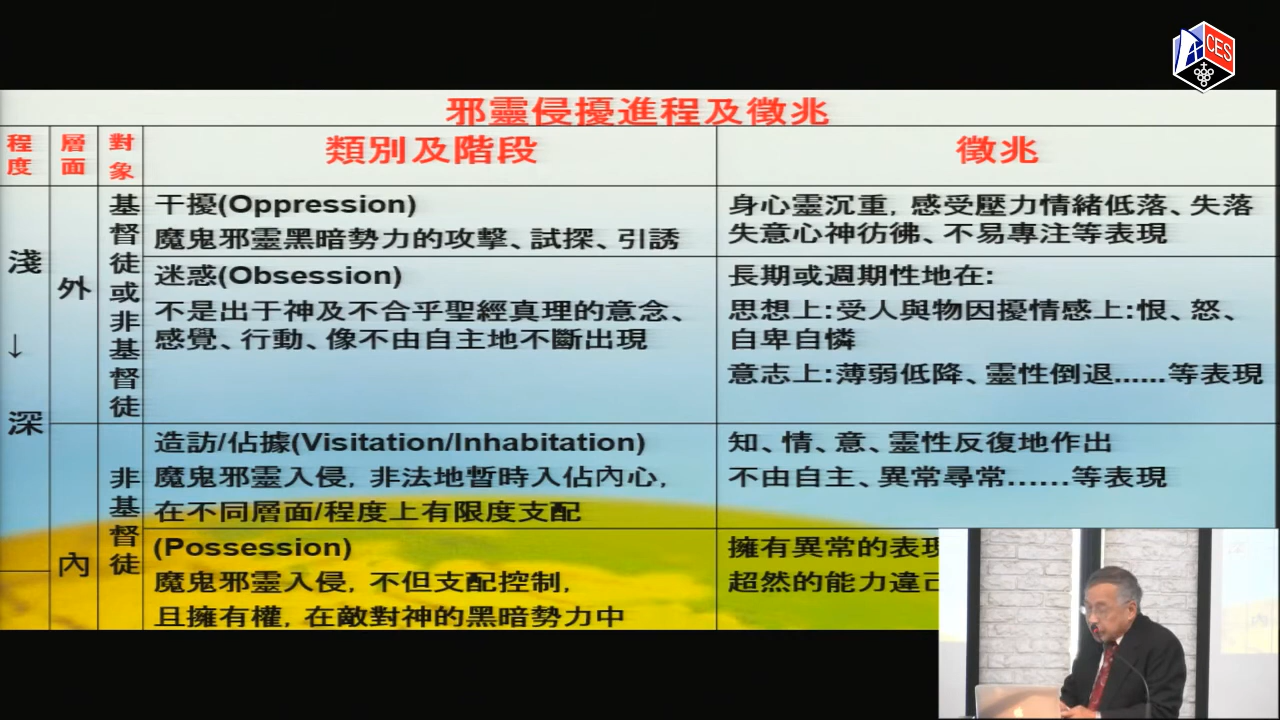 ACES
邪靈侵擾進程及徵兆
程度
層面
對象
類別及階段
徵兆
淺
↓
深
外
基督徒或非基督徒
干擾(Oppression)
魔鬼邪靈黑暗勢力的攻擊、試探、引誘
身心靈沉重, 感受壓力情緒低落、失落
失意心神彷彿、不易專注等表現
迷惑(Obsession)
不是出于神及不合乎聖經真理的意念、
感覺、行動、像不由自主地不斷出現
長期或週期性地在:
思想上:受人與物因擾情感上:恨、怒、
自卑自憐
意志上:薄弱低降、靈性倒退......等表現
內
非基督徒
造訪/佔據(Visitation/Inhabitation)
魔鬼邪靈入侵, 非法地暫時入佔內心,
在不同層面/程度上有限度支配
知、情、意、靈性反復地作出
不由自主、異常尋常......等表現
(Possession)
魔鬼邪靈入侵, 不但支配控制,
且擁有權, 在敵對神的黑暗勢力中
擁有異常的表現
超然的能力違己